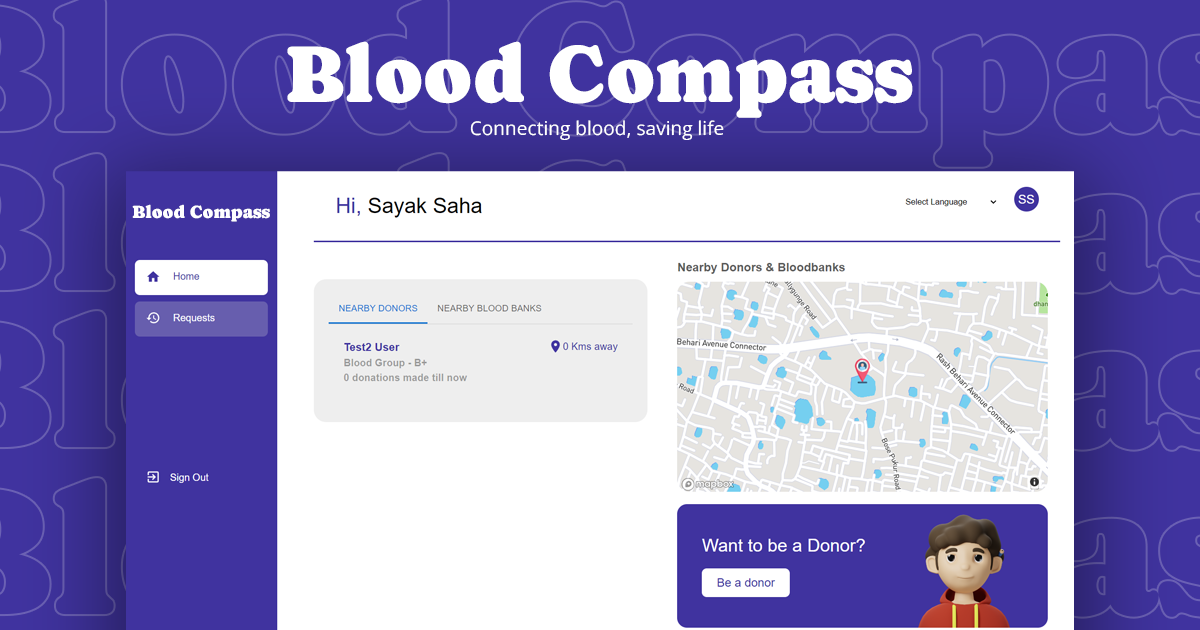 Blood Compass
Connecting blood, saving life
Blood Compass
Hi, Sayak Saha
Select Language
SS
Home
Requests
Sign Out
NEARBY DONORS
NEARBY BLOOD BANKS
Test2 User
0 Kms away
Blood Group - B+
0 donations made till now
Nearby Donors & Bloodbanks
Behari Avenue Connector
Rash Behari Avenue Connector
Road
Bose Pukur Road
mapbox
Want to be a Donor?
Be a donor